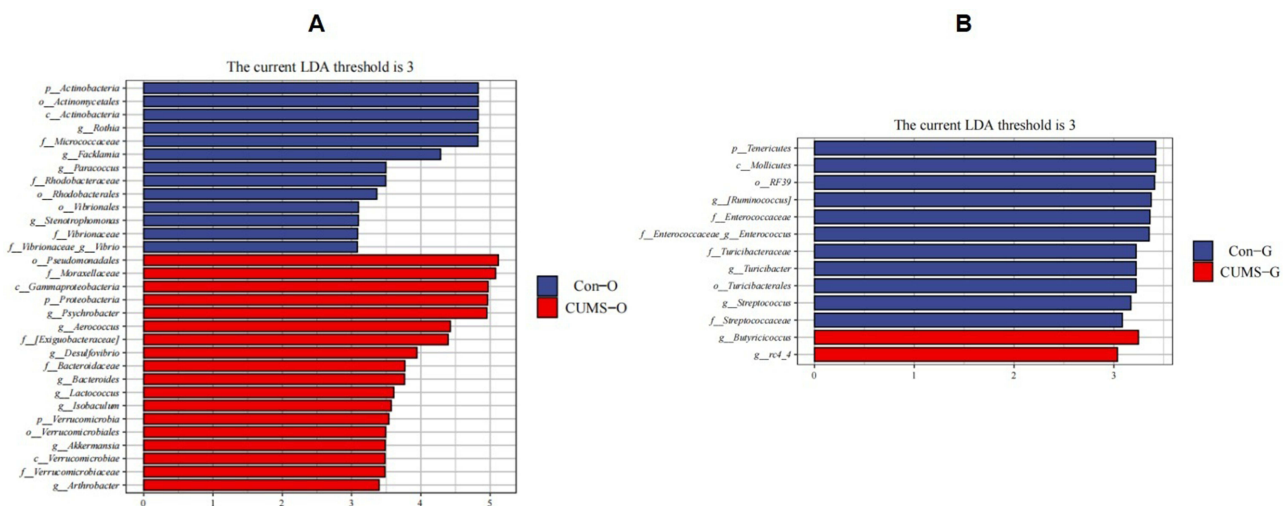 A
The current LDA threshold is 3
p__Actinobacteria
o__Actinomycetales
c__Actinobacteria
g__Rothia
f__Micrococcaceae
g__Facklamia
g__Paracoccus
f__Rhodobacteraceae
o__Rhodobacterales
o__Vibrionales
g__Stenotrophomonas
f__Vibrionaceae
f__Vibrionaceae_g__Vibrio
o__Pseudomonadales
f__Moraxellaceae
c__Gammaproteobacteria
p__Proteobacteria
g__Psychrobacter
g__Aerococcus
f__[Exiguobacteraceae]
g__Desulfovibrio
f__Bacteroidaceae
g__Bacteroides
g__Lactococcus
g__Isobaculum
p__Verrucomicrobia
o__Verrucomicrobiales
g__Akkermansia
c__Verrucomicrobiae
f__Verrucomicrobiaceae
g__Arthrobacter
0 1 2 3 4 5
Con-O
CUMS-O
B
The current LDA threshold is 3
p__Tenericutes
c__Mollicutes
o__RF39
g__[Ruminococcus]
f__Enterococcaceae
f__Enterococcaceae_g__Enterococcus
f__Turicibacteraceae
g__Turicibacter
o__Turicibacterales
g__Streptococcus
f__Streptococcaceae
g__Butyricicoccus
g__rc4_4
0 1 2 3
Con-G
CUMS-G